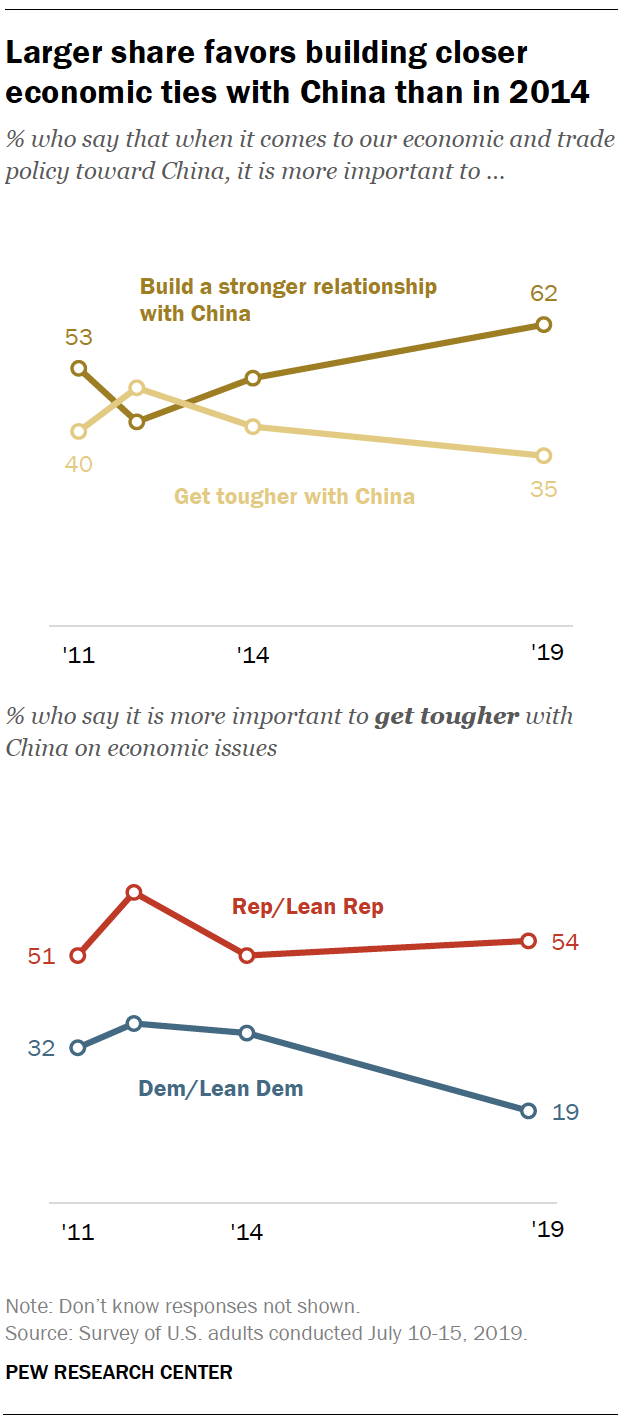 Larger share favors building closer
economic ties with China than in 2014
% who say that when it comes to our economic and trade
policy toward China, it is more important to ...
Build a stronger relationship
with China
62
53
40
Get tougher with China
35
'11
'14
'19
% who say it is more important to get tougher with
China on economic issues
Rep/Lean Rep
51
54
32
Dem/Lean Dem
19
'11
'14
'19
Note: Don’t know responses not shown.
Source: Survey of U.S. adults conducted July 10-15, 2019.
PEW RESEARCH CENTER